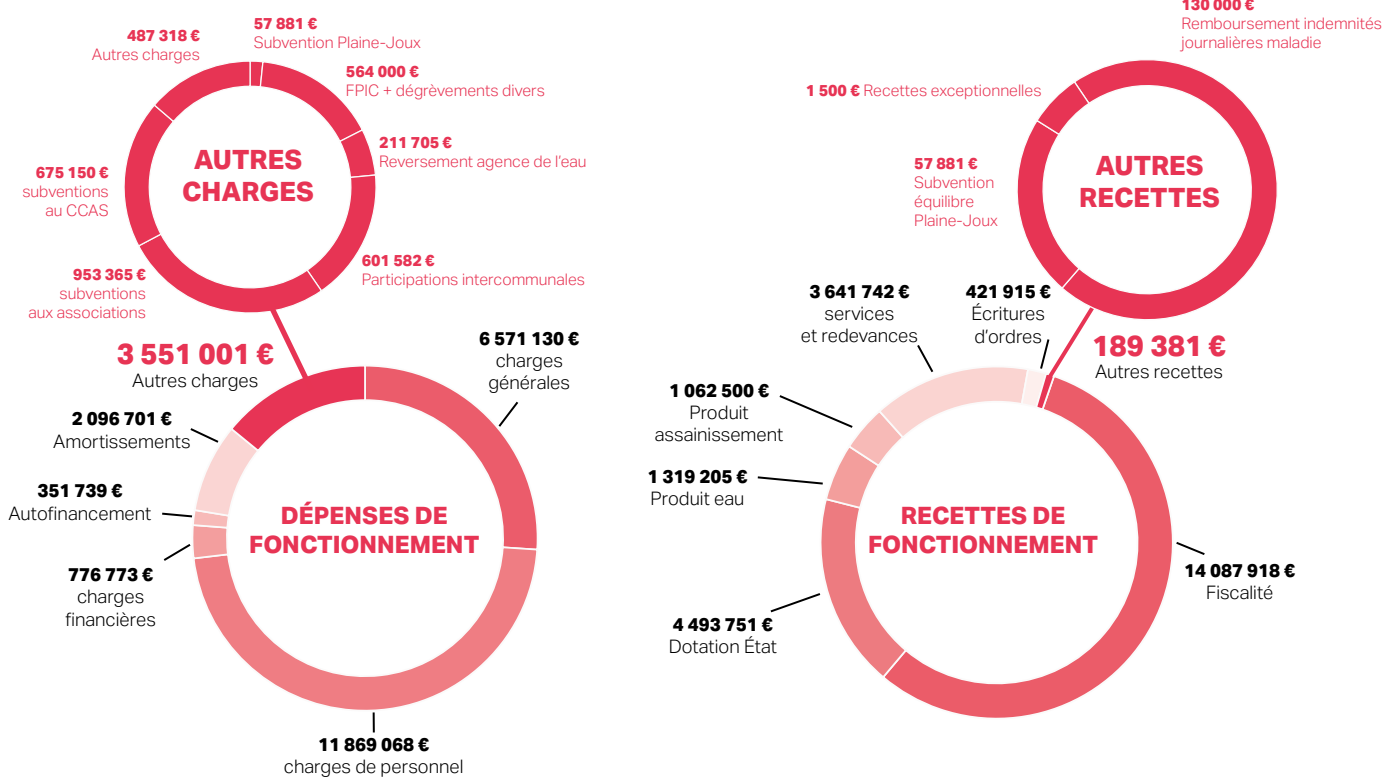 57 881 €
Subvention Plaine-Joux
487 318 €
Autres charges
564 000 €
FPIC + dégrèvements divers
211 705 €
Reversement agence de l'eau
AUTRES
CHARGES
675 150 €
subventions
au CCAS
601 582 €
Participations intercommunales
953 365 €
subventions
aux associations
3 551 001 €
Autres charges
6 571 130 €
charges
générales
2 096 701 €
Amortissements
351 739 €
Autofinancement
DÉPENSES DE
FONCTIONNEMENT
776 773 €
charges
financières
11 869 068 €
charges de personnel
130 000 €
Remboursement indemnités
journalières maladie
1 500 € Recettes exceptionnelles
57 881 €
Subvention
équilibre
Plaine-Joux
AUTRES
RECETTES
3 641 742 €
services
et redevances
421 915 €
Écritures
d'ordres
189 381 €
Autres recettes
1 062 500 €
Produit
assainissement
1 319 205 €
Produit eau
RECETTES DE
FONCTIONNEMENT
14 087 918 €
Fiscalité
4 493 751 €
Dotation État